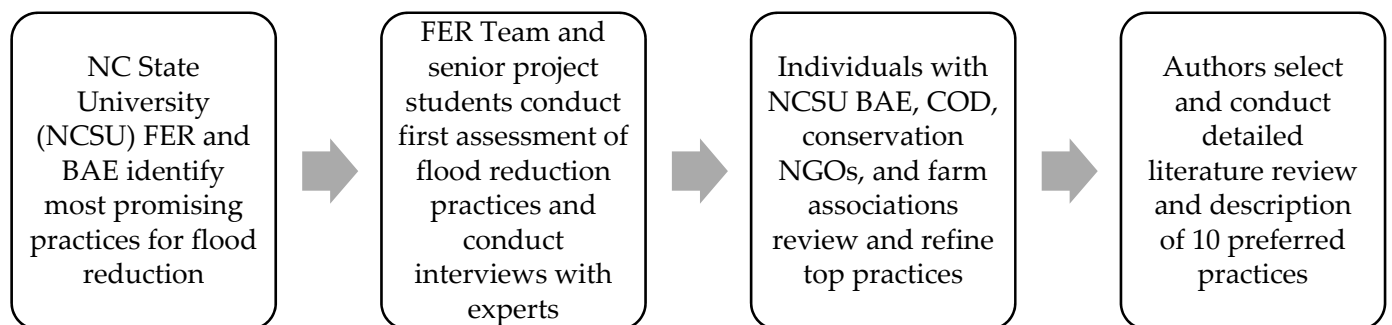 NC State
University
(NCSU) FER and
BAE identify
most promising
practices for flood
reduction
FER Team and
senior project
students conduct
first assessment of
flood reduction
practices and
conduct
interviews with
experts
Individuals with
NCSU BAE, COD,
conservation
NGOs, and farm
associations
review and refine
top practices
Authors select
and conduct
detailed
literature review
and description
of 10 preferred
practices